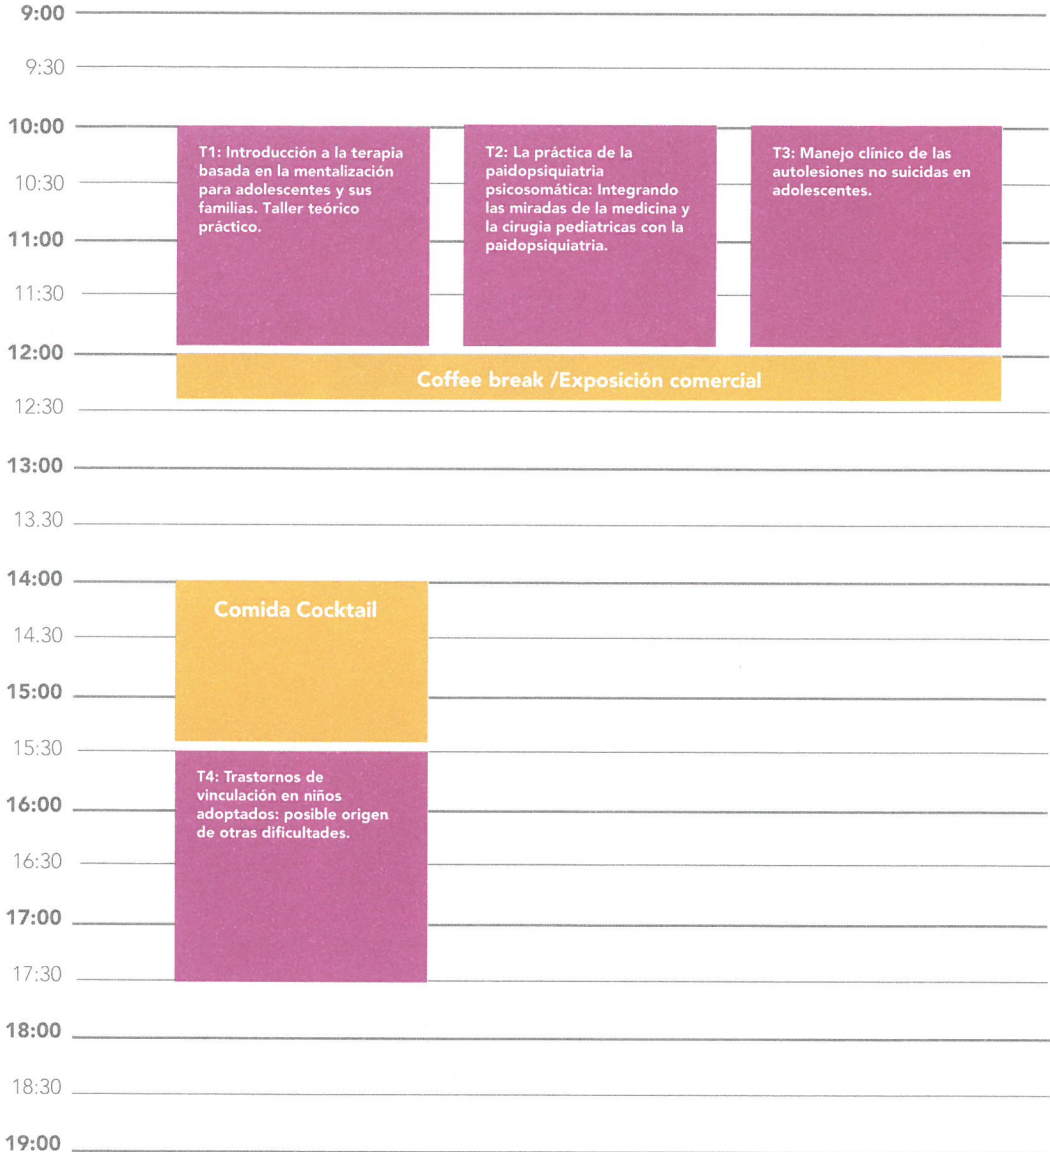 9:00
9:30
10:00
T1: Introducción a la terapia
basada en la mentalización
para adolescentes y sus
familias. Taller teórico
práctico.
T2: La práctica de la
paidopsiquiatria
psicosomática: Integrando
las miradas de la medicina y
la cirugia pediatricas con la
paidopsiquiatria.
T3: Manejo clínico de las
autolesiones no suicidas en
adolescentes.
10:30
11:00
11:30
12:00
Coffee break /Exposición comercial
12:30
13:00
13.30
14:00
Comida Cocktail
14.30
15:00
15:30
T4: Trastornos de
vinculación en niños
adoptados: posible origen
de otras dificultades.
16:00
16:30
17:00
17:30
18:00
18:30
19:00